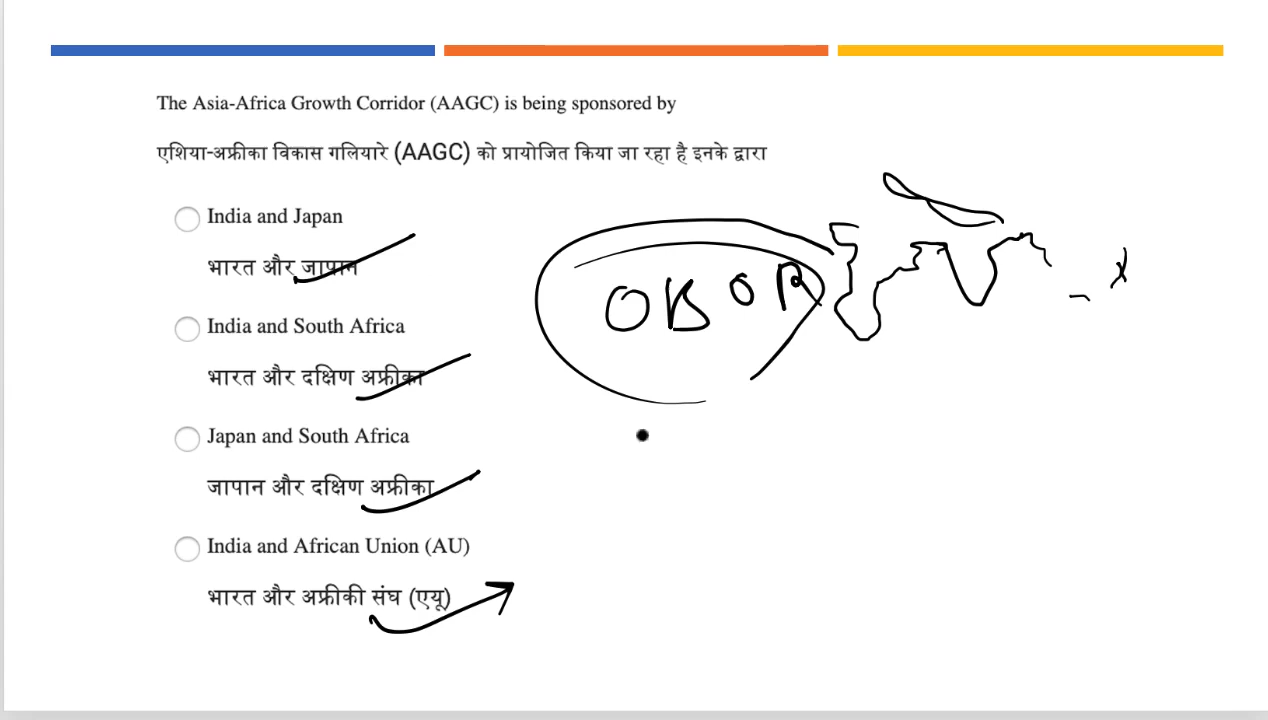 The Asia-Africa Growth Corridor (AAGC) is being sponsored by
एशिया-अफ्रीका विकास गलियारे (AAGC) को प्रायोजित किया जा रहा है इनके द्वारा
India and Japan
भारत और जापान
India and South Africa
भारत और दक्षिण अफ्रीका
Japan and South Africa
जापान और दक्षिण अफ्रीका
India and African Union (AU)
भारत और अफ्रीकी संघ (एयू)
OBOR